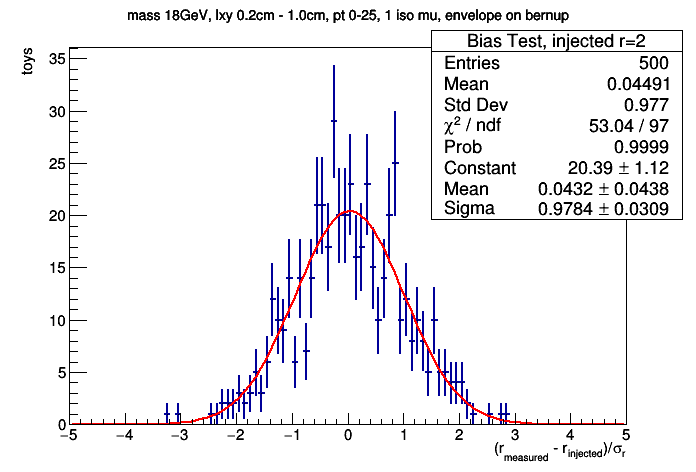 mass 18GeV, lxy 0.2cm - 1.0cm, pt 0-25, 1 iso mu, envelope on bernup
Bias Test, injected r=2
Entries 500
Mean 0.04491
Std Dev 0.977
χ² / ndf 53.04 / 97
Prob 0.9999
Constant 20.39 ± 1.12
Mean 0.0432 ± 0.0438
Sigma 0.9784 ± 0.0309
toys
35
30
25
20
15
10
5
0
−5 −4 −3 −2 −1 0 1 2 3 4 5
(r_measured - r_injected)/σ_r